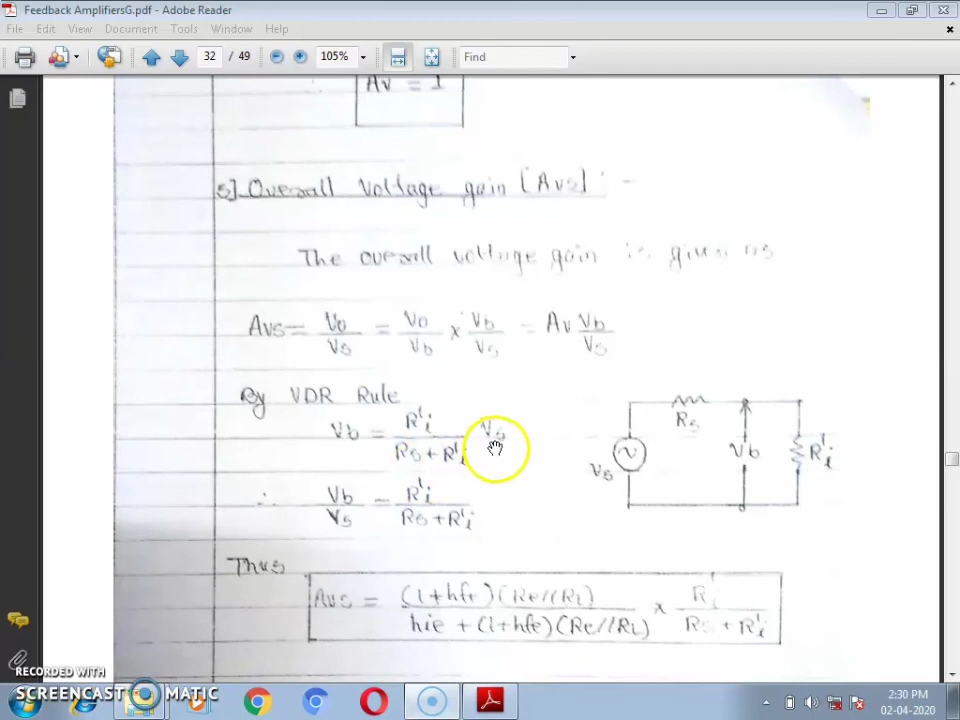 Feedback AmplifiersG.pdf - Adobe Reader
File Edit View Document Tools Window Help
32 / 49 105% Find
Av = 1
5] Overall Voltage gain [Avs] : -
The overall voltage gain is given as
Avs = Vo/Vs = Vo/Vb × Vb/Vs = Av Vb/Vs
By VDR Rule
Vb = R'i/(Rs + R'i) Vs
∴ Vb/Vs = R'i/(Rs + R'i)
Rs
Vs
Vb
R'i
Thus
Avs = (1+hfe)(Re//RL)/(hie + (1+hfe)(Re//RL)) × R'i/(Rs + R'i)
RECORDED WITH
SCREENCAST MATIC
2:30 PM
02-04-2020